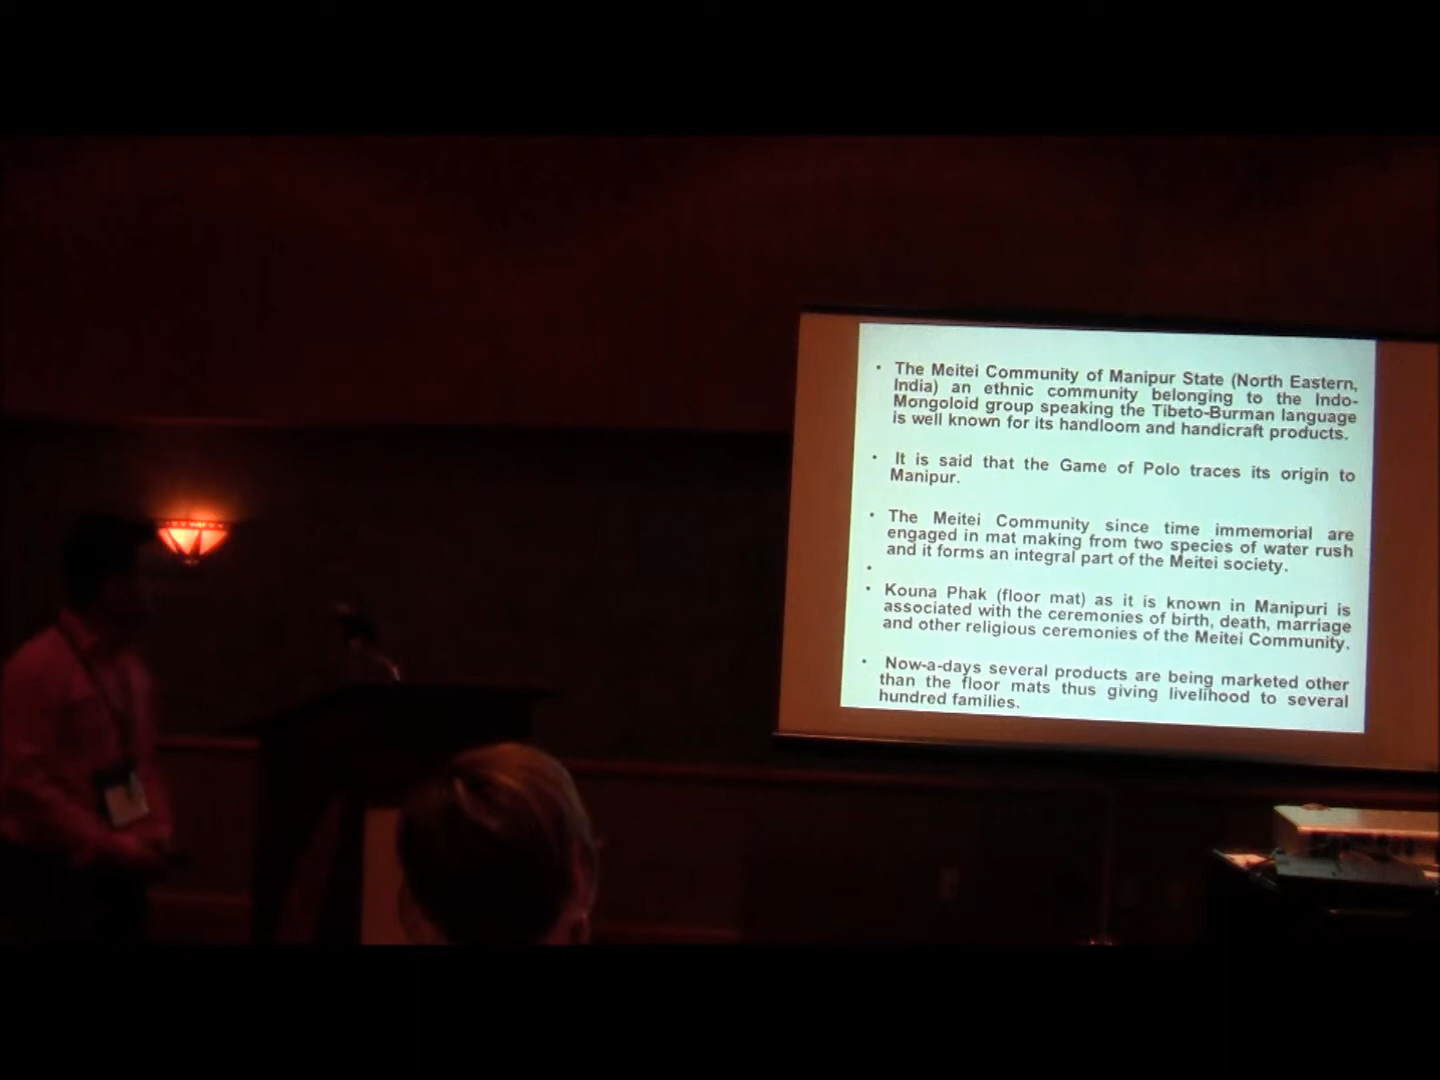 • The Meitei Community of Manipur State (North Eastern,
India) an ethnic community belonging to the Indo-
Mongoloid group speaking the Tibeto-Burman language
is well known for its handloom and handicraft products.
• It is said that the Game of Polo traces its origin to
Manipur.
• The Meitei Community since time immemorial are
engaged in mat making from two species of water rush
and it forms an integral part of the Meitei society.
•
• Kouna Phak (floor mat) as it is known in Manipuri is
associated with the ceremonies of birth, death, marriage
and other religious ceremonies of the Meitei Community.
• Now-a-days several products are being marketed other
than the floor mats thus giving livelihood to several
hundred families.